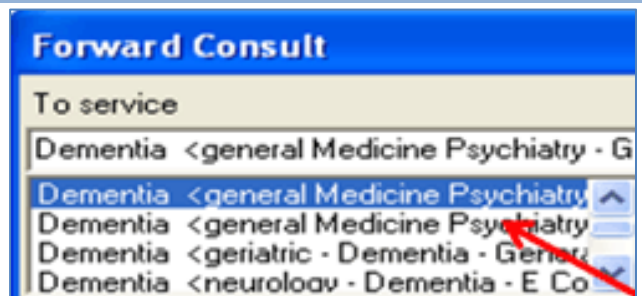 Forward Consult
To service
Dementia <general Medicine Psychiatry - G
Dementia <general Medicine Psychiatry
Dementia <general Medicine Psychiatry
Dementia <geriatric - Dementia - Genera
Dementia <neurology - Dementia - E Co